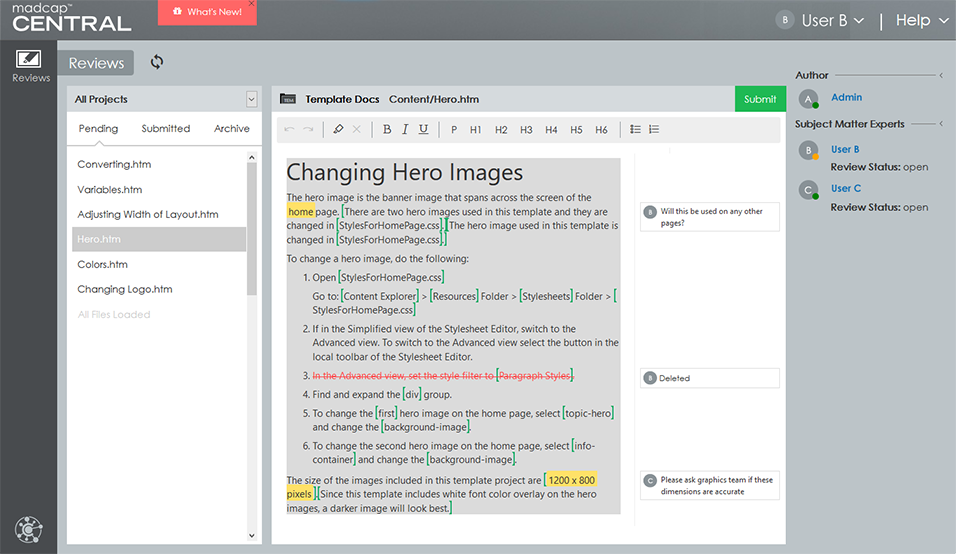 madcap™
CENTRAL
What's New!
B User B
Help
Reviews
Reviews
All Projects
Pending Submitted Archive
Converting.htm
Variables.htm
Adjusting Width of Layout.htm
Hero.htm
Colors.htm
Changing Logo.htm
All Files Loaded
TEM Template Docs Content/Hero.htm
Submit
B I U P H1 H2 H3 H4 H5 H6
Changing Hero Images
The hero image is the banner image that spans across the screen of the
home page. [There are two hero images used in this template and they are
changed in [StylesForHomePage.css].][The hero image used in this template is
changed in [StylesForHomePage.css].]
To change a hero image, do the following:
1. Open [StylesForHomePage.css]
Go to: [Content Explorer] > [Resources] Folder > [Stylesheets] Folder > [
StylesForHomePage.css]
2. If in the Simplified view of the Stylesheet Editor, switch to the
Advanced view. To switch to the Advanced view select the button in the
local toolbar of the Stylesheet Editor.
3. In the Advanced view, set the style filter to [Paragraph Styles].
4. Find and expand the [div] group.
5. To change the [first] hero image on the home page, select [topic-hero]
and change the [background-image].
6. To change the second hero image on the home page, select [info-
container] and change the [background-image].
The size of the images included in this template project are [ 1200 x 800
pixels ].[Since this template includes white font color overlay on the hero
images, a darker image will look best.]
B Will this be used on any other
pages?
B Deleted
C Please ask graphics team if these
dimensions are accurate
Author
A Admin
Subject Matter Experts
B User B
Review Status: open
C User C
Review Status: open